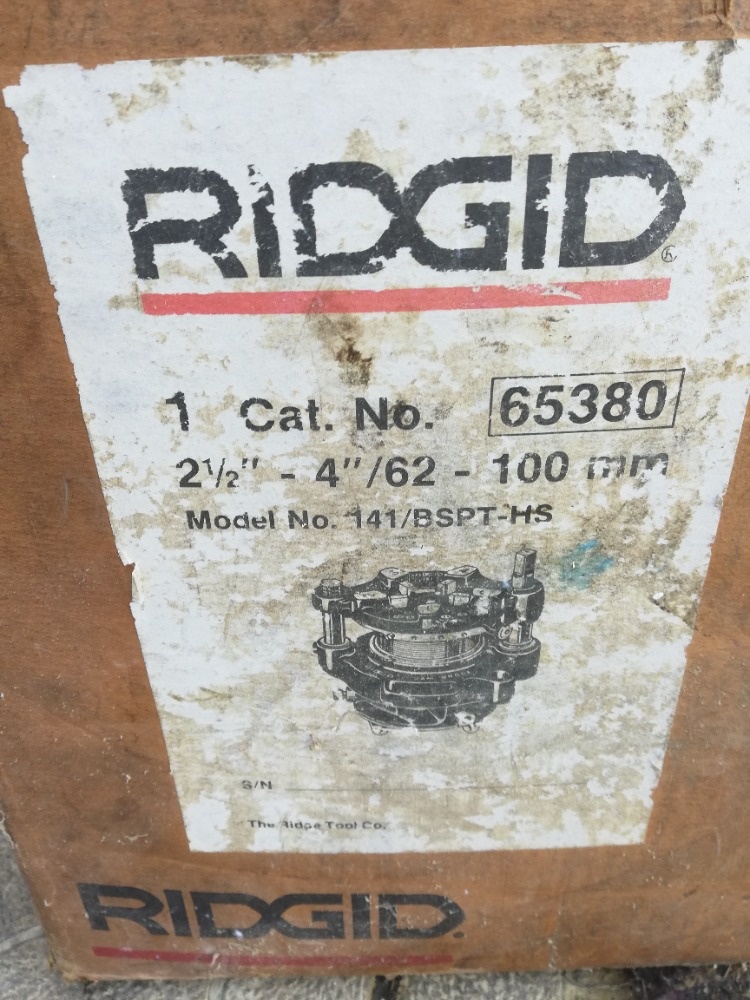 RIDGID
1 Cat. No. 65380
2½" - 4"/62 - 100 mm
Model No. 141/BSPT-HS
S/N
The Ridge Tool Co.
RIDGID.